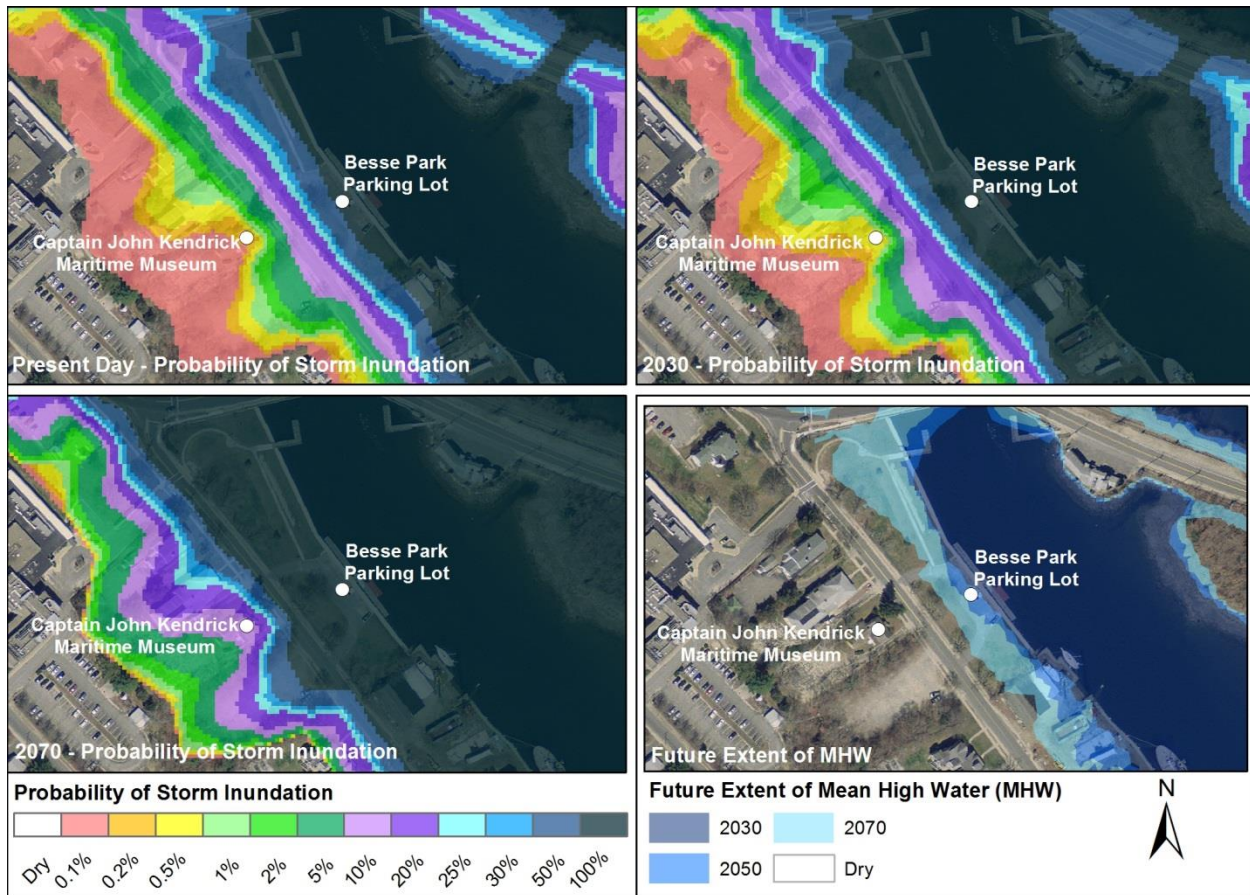 Besse Park
Parking Lot
Captain John Kendrick
Maritime Museum
Present Day - Probability of Storm Inundation
Besse Park
Parking Lot
Captain John Kendrick
Maritime Museum
2030 - Probability of Storm Inundation
Besse Park
Parking Lot
Captain John Kendrick
Maritime Museum
2070 - Probability of Storm Inundation
Besse Park
Parking Lot
Captain John Kendrick
Maritime Museum
Future Extent of MHW
Probability of Storm Inundation
Dry 0.1% 0.2% 0.5% 1% 2% 5% 10% 20% 25% 30% 50% 100%
Future Extent of Mean High Water (MHW)
2030 2070
2050 Dry
N